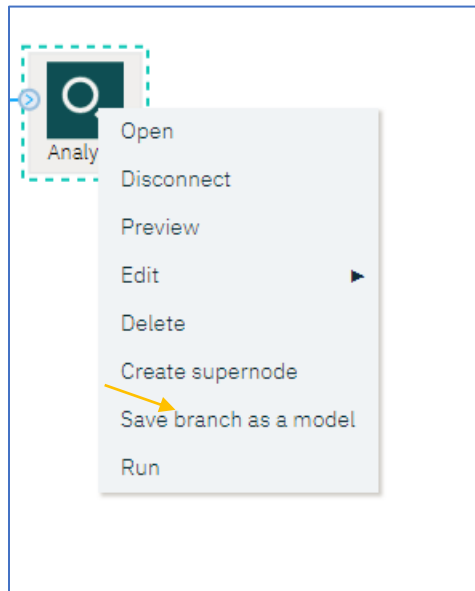 Analy
Open
Disconnect
Preview
Edit
Delete
Create supernode
Save branch as a model
Run